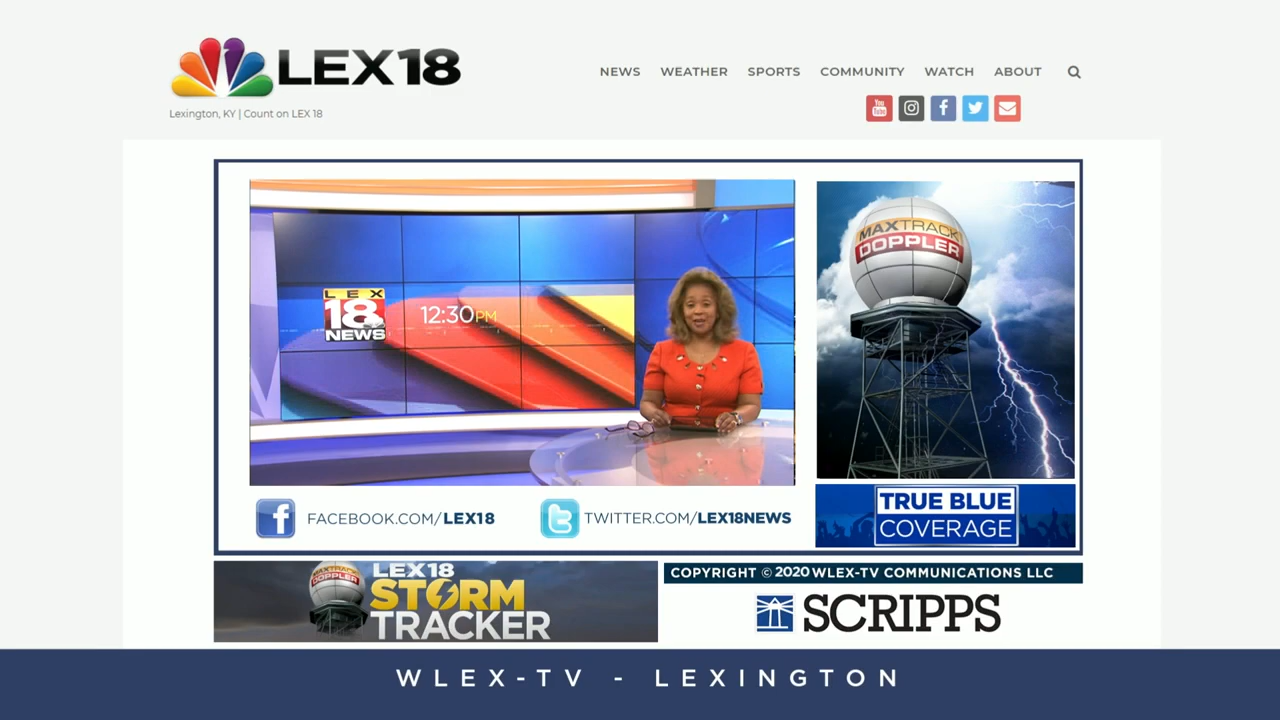 LEX18
NEWS WEATHER SPORTS COMMUNITY WATCH ABOUT
Lexington, KY | Count on LEX 18
You Tube
MAXTRACK
DOPPLER
LEX
18
NEWS
12:30PM
FACEBOOK.COM/LEX18
TWITTER.COM/LEX18NEWS
TRUE BLUE
COVERAGE
MAXTRACK
DOPPLER
LEX18
STORM
TRACKER
COPYRIGHT © 2020 WLEX-TV COMMUNICATIONS LLC
SCRIPPS
WLEX-TV - LEXINGTON